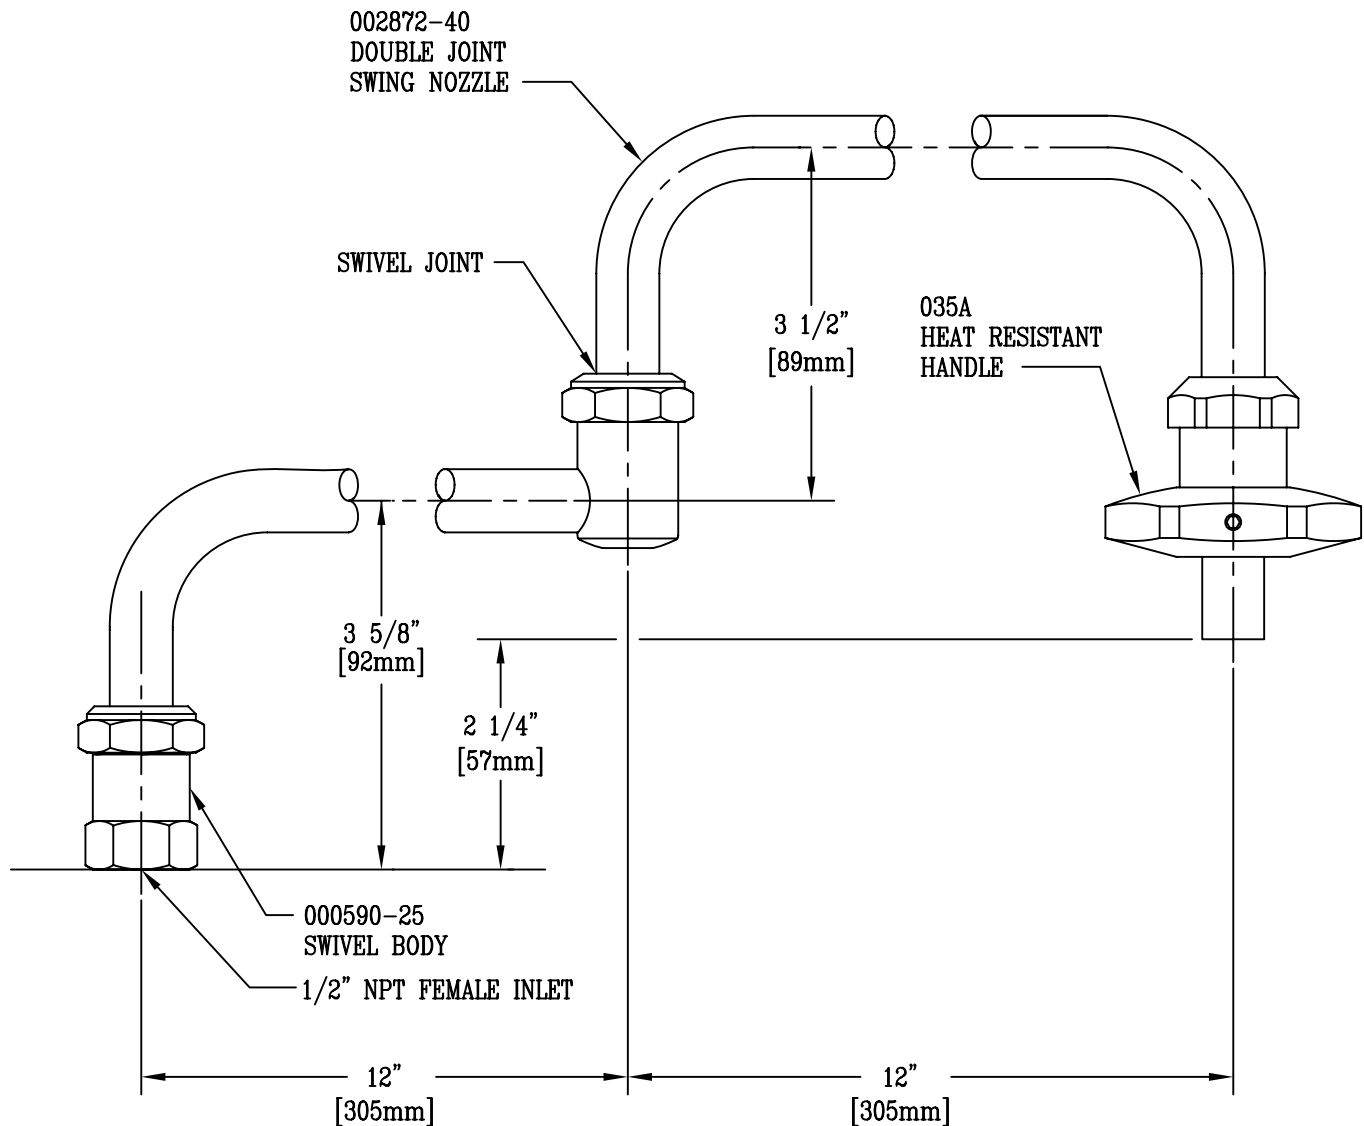 002872-40
DOUBLE JOINT
SWING NOZZLE
SWIVEL JOINT
3 1/2"
[89mm]
035A
HEAT RESISTANT
HANDLE
3 5/8"
[92mm]
2 1/4"
[57mm]
000590-25
SWIVEL BODY
1/2" NPT FEMALE INLET
12"
[305mm]
12"
[305mm]